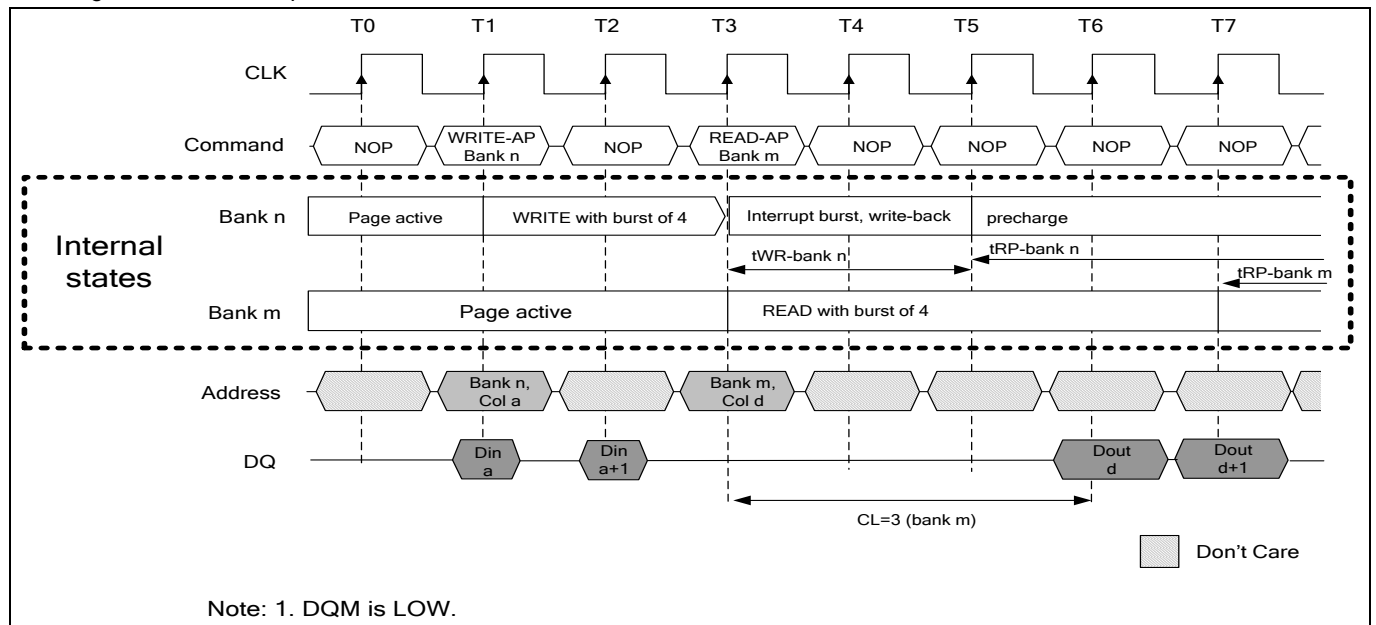 T0 T1 T2 T3 T4 T5 T6 T7
CLK
Command NOP WRITE-AP Bank n NOP READ-AP Bank m NOP NOP NOP NOP
Internal states
Bank n Page active WRITE with burst of 4 Interrupt burst, write-back precharge
tWR-bank n tRP-bank n
tRP-bank m
Bank m Page active READ with burst of 4
Address Bank n, Col a Bank m, Col d
DQ Din a Din a+1 Dout d Dout d+1
CL=3 (bank m)
Don't Care
Note: 1. DQM is LOW.